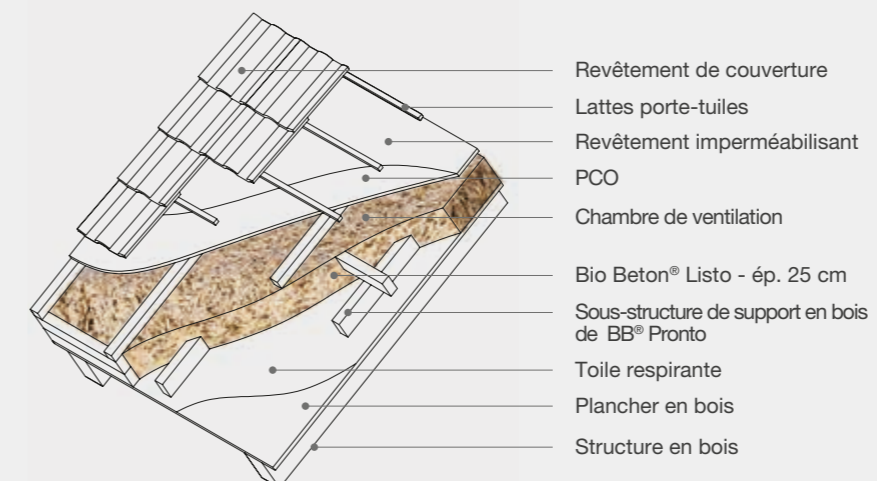 Revêtement de couverture
Lattes porte-tuiles
Revêtement imperméabilisant
PCO
Chambre de ventilation
Bio Beton® Listo - ép. 25 cm
Sous-structure de support en bois
de BB® Pronto
Toile respirante
Plancher en bois
Structure en bois